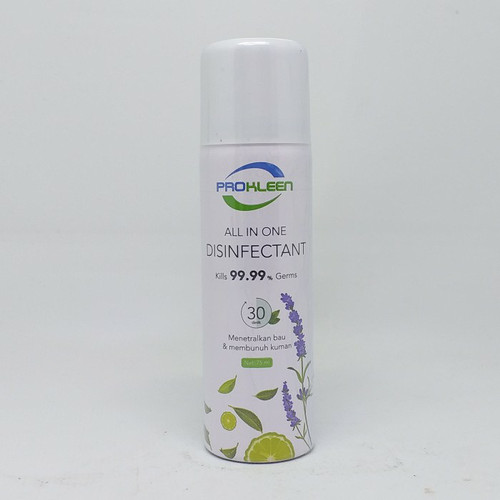 PROKLEEN
ALL IN ONE
DISINFECTANT
Kills 99.99% Germs
30
Menetralkan bau
& membunuh kuman